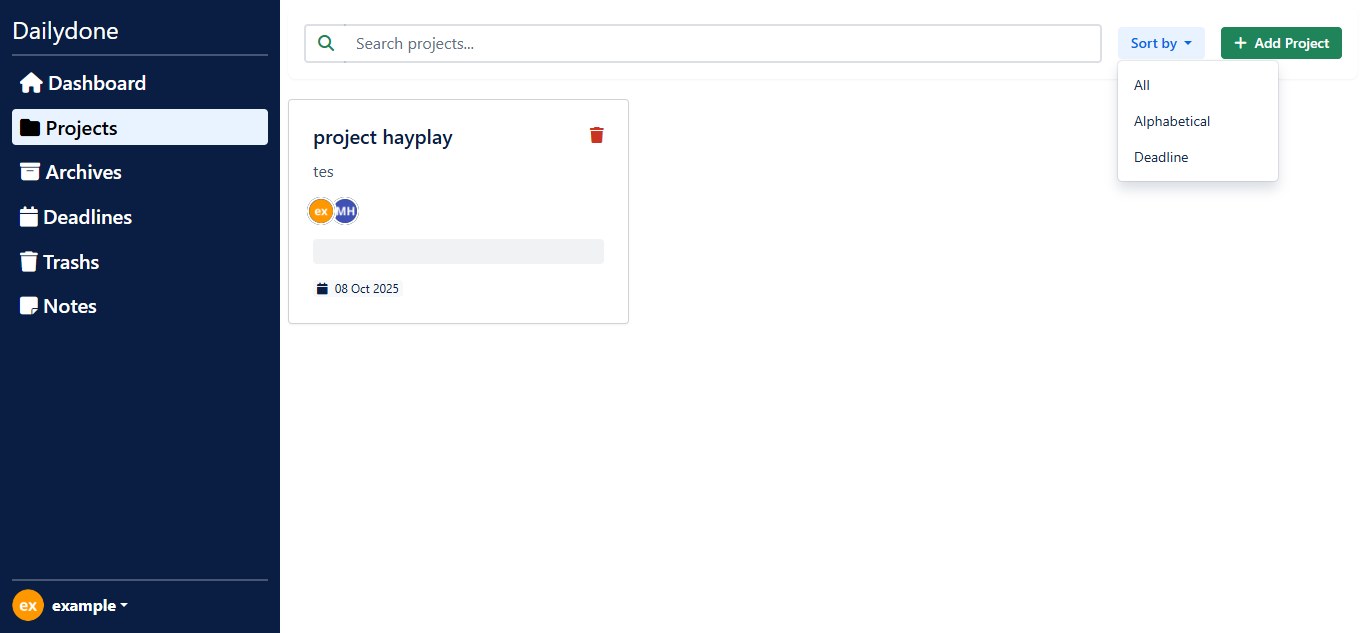 Dailydone
Dashboard
Projects
Archives
Deadlines
Trashs
Notes
ex example
Search projects...
Sort by
Add Project
All
Alphabetical
Deadline
project hayplay
tes
ex MH
08 Oct 2025